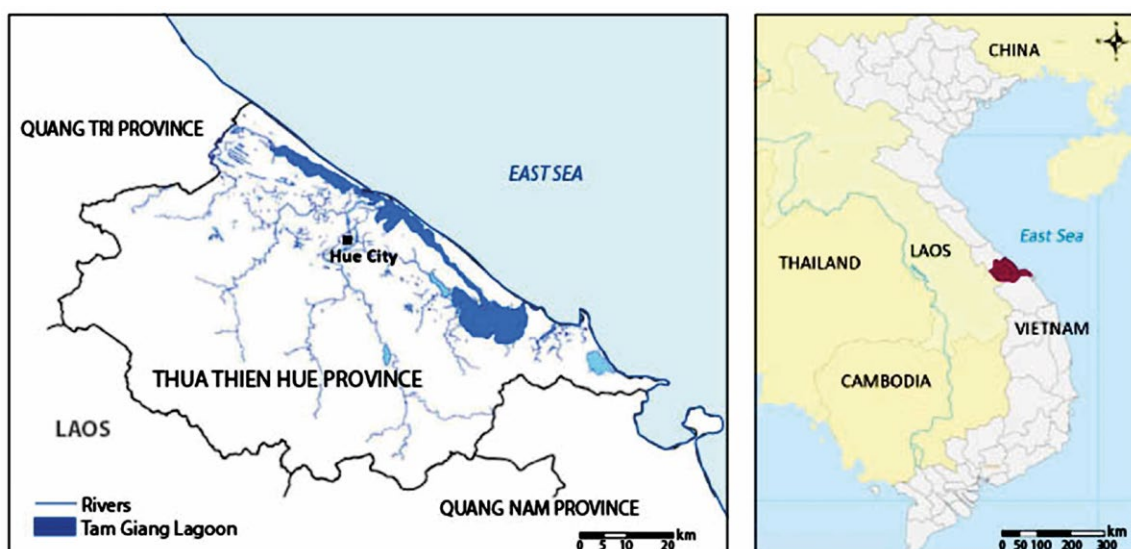 QUANG TRI PROVINCE
EAST SEA
Hue City
THUA THIEN HUE PROVINCE
LAOS
QUANG NAM PROVINCE
Rivers
Tam Giang Lagoon
km
0 5 10 20
CHINA
East Sea
LAOS
THAILAND
VIETNAM
CAMBODIA
km
0 50 100 200 300